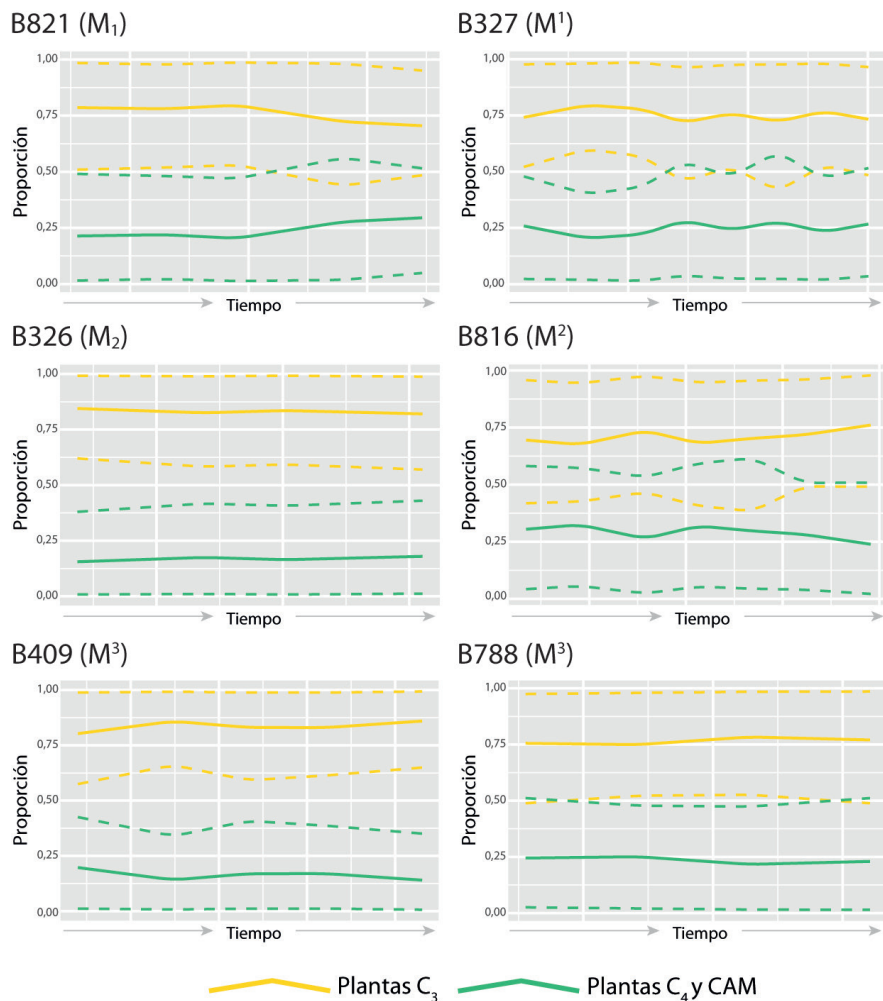 B821 (M₁)
Proporción
1,00
0,75
0,50
0,25
0,00
Tiempo
B327 (M¹)
Proporción
1,00
0,75
0,50
0,25
0,00
Tiempo
B326 (M₂)
Proporción
1,00
0,75
0,50
0,25
0,00
Tiempo
B816 (M²)
Proporción
1,00
0,75
0,50
0,25
0,00
Tiempo
B409 (M³)
Proporción
1,00
0,75
0,50
0,25
0,00
Tiempo
B788 (M³)
Proporción
1,00
0,75
0,50
0,25
0,00
Tiempo
Plantas C₃
Plantas C₄ y CAM